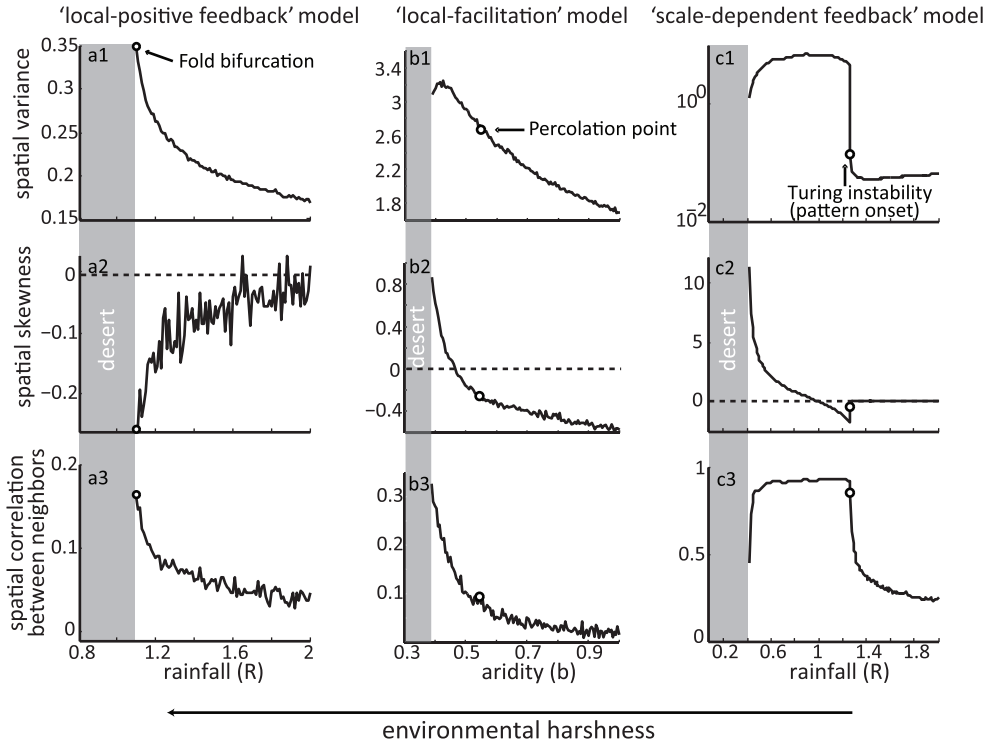 ‘local-positive feedback’ model
‘local-facilitation’ model
‘scale-dependent feedback’ model
spatial variance
0.35
0.3
0.25
0.2
0.15
a1
Fold bifurcation
3.4
3
2.6
2.2
1.8
b1
Percolation point
10⁰
10⁻²
c1
Turing instability
(pattern onset)
spatial skewness
0
−0.1
−0.2
a2
desert
0.8
0.4
0
−0.4
b2
desert
10
5
0
c2
desert
spatial correlation
between neighbors
0.2
0.1
0
a3
0.8
1.2
1.6
2
rainfall (R)
0.3
0.2
0.1
b3
0.3
0.5
0.7
0.9
aridity (b)
1
0.5
0
c3
0.2
0.6
1
1.4
1.8
rainfall (R)
environmental harshness